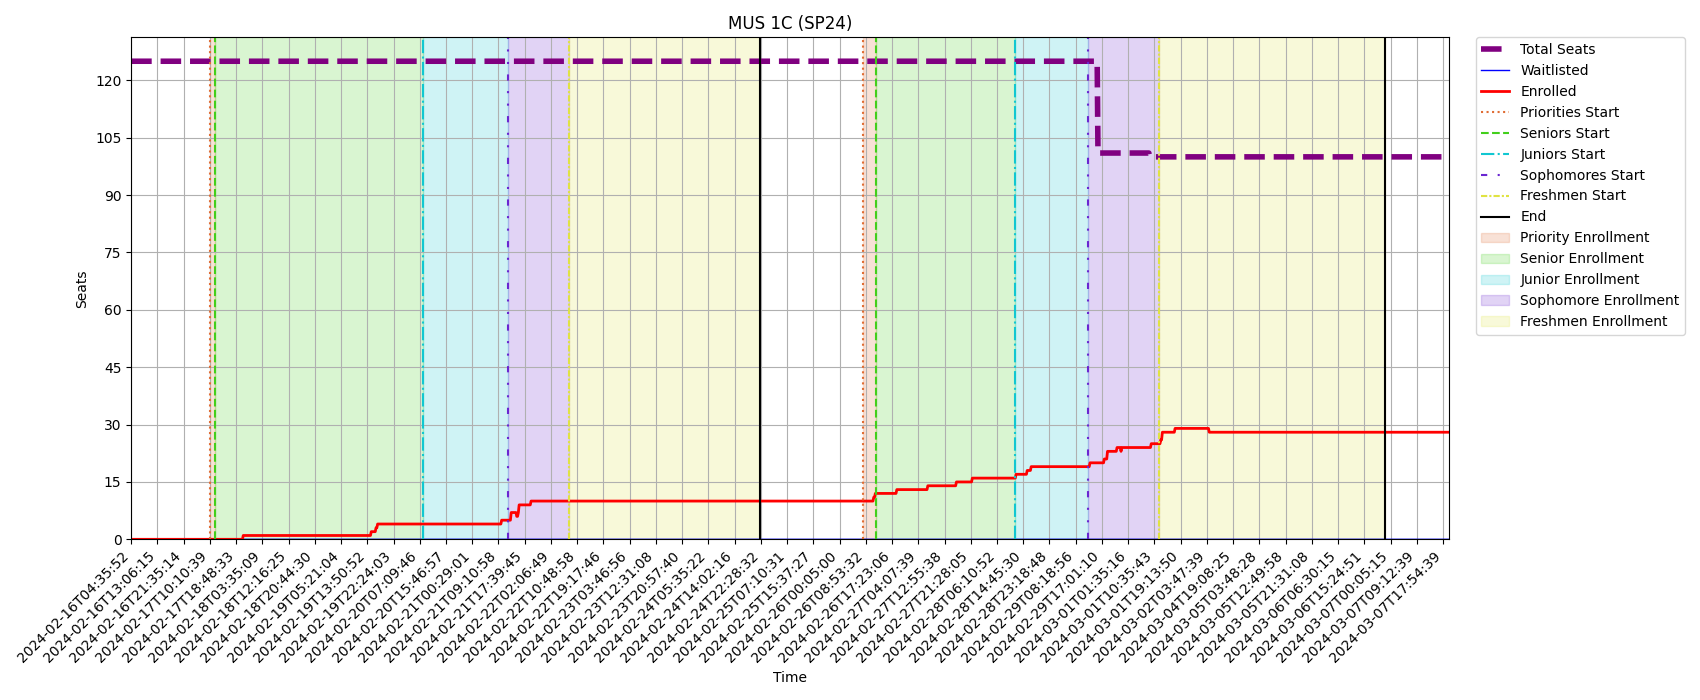 MUS 1C (SP24)
Seats
120
105
90
75
60
45
30
15
0
2024-02-16T04:35:52
2024-02-16T13:06:15
2024-02-16T21:35:14
2024-02-17T10:10:39
2024-02-17T18:48:33
2024-02-18T03:35:09
2024-02-18T12:16:25
2024-02-18T20:44:30
2024-02-19T05:21:04
2024-02-19T13:50:52
2024-02-19T22:24:03
2024-02-20T07:09:46
2024-02-20T15:46:57
2024-02-21T00:29:01
2024-02-21T09:10:58
2024-02-21T17:39:45
2024-02-22T02:06:49
2024-02-22T10:48:58
2024-02-22T19:17:46
2024-02-23T03:46:56
2024-02-23T12:31:08
2024-02-23T20:57:40
2024-02-24T05:35:22
2024-02-24T14:02:16
2024-02-24T22:28:32
2024-02-25T07:10:31
2024-02-25T15:37:27
2024-02-26T00:05:00
2024-02-26T08:53:32
2024-02-26T17:23:06
2024-02-27T04:07:39
2024-02-27T12:55:38
2024-02-27T21:28:05
2024-02-28T06:10:52
2024-02-28T14:45:30
2024-02-28T23:18:48
2024-02-29T08:18:56
2024-02-29T17:01:10
2024-03-01T01:35:16
2024-03-01T10:35:43
2024-03-01T19:13:50
2024-03-02T03:47:39
2024-03-04T19:08:25
2024-03-05T03:48:28
2024-03-05T12:49:58
2024-03-05T21:31:08
2024-03-06T06:30:15
2024-03-06T15:24:51
2024-03-07T00:05:15
2024-03-07T09:12:39
2024-03-07T17:54:39
Time
Total Seats
Waitlisted
Enrolled
Priorities Start
Seniors Start
Juniors Start
Sophomores Start
Freshmen Start
End
Priority Enrollment
Senior Enrollment
Junior Enrollment
Sophomore Enrollment
Freshmen Enrollment